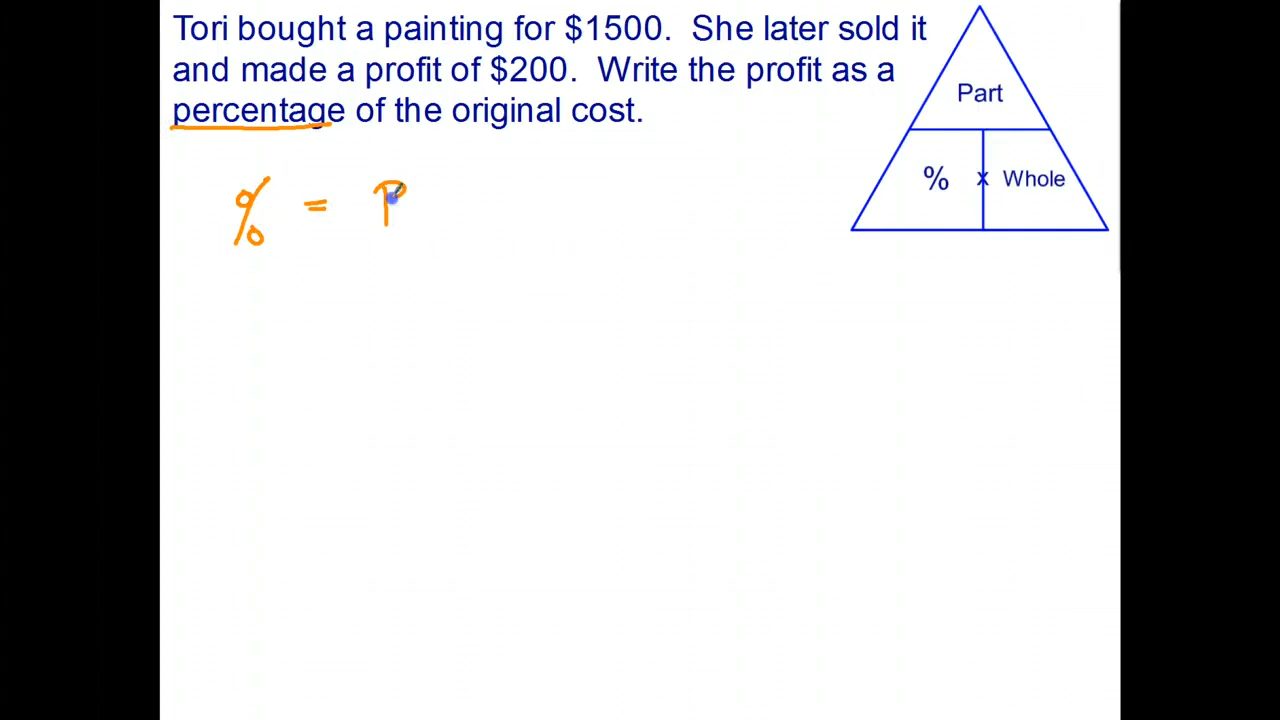 Tori bought a painting for $1500. She later sold it
and made a profit of $200. Write the profit as a
percentage of the original cost.
Part
% x Whole
% = P